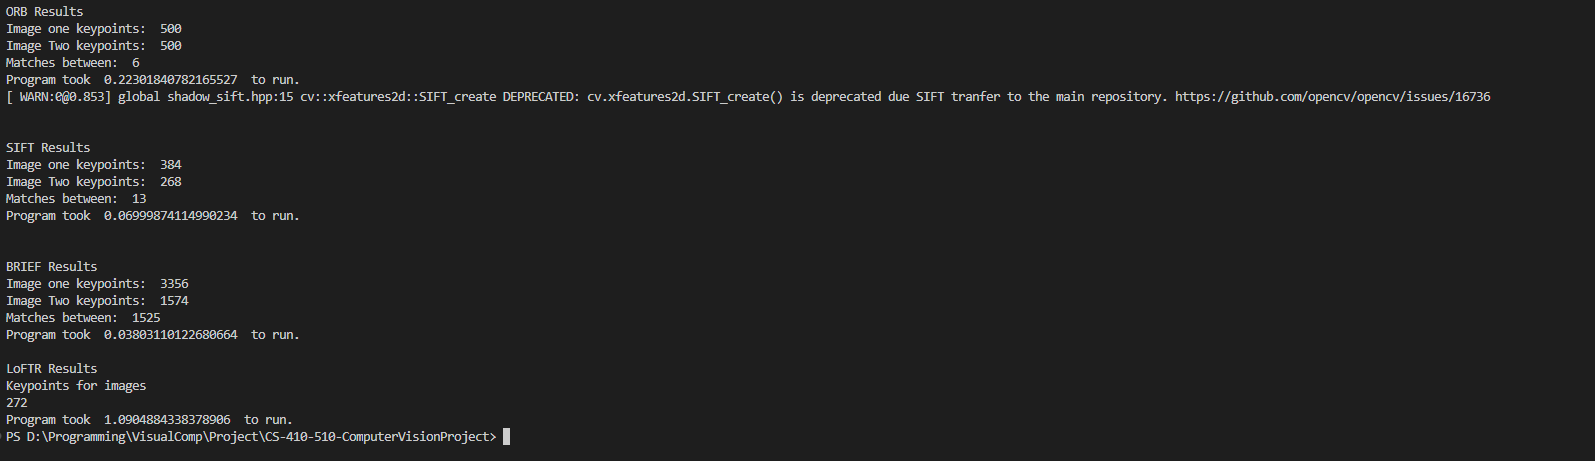 ORB Results
Image one keypoints:  500
Image Two keypoints:  500
Matches between:  6
Program took  0.22301840782165527  to run.
[ WARN:0@0.853] global shadow_sift.hpp:15 cv::xfeatures2d::SIFT_create DEPRECATED: cv.xfeatures2d.SIFT_create() is deprecated due SIFT tranfer to the main repository. https://github.com/opencv/opencv/issues/16736
SIFT Results
Image one keypoints:  384
Image Two keypoints:  268
Matches between:  13
Program took  0.06999874114990234  to run.
BRIEF Results
Image one keypoints:  3356
Image Two keypoints:  1574
Matches between:  1525
Program took  0.03803110122680664  to run.
LoFTR Results
Keypoints for images
272
Program took  1.0904884338378906  to run.
PS D:\Programming\VisualComp\Project\CS-410-510-ComputerVisionProject>